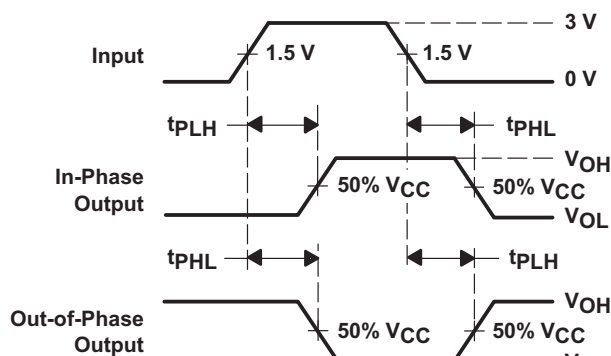 3 V
Input
1.5 V
1.5 V
0 V
tPLH
tPHL
VOH
In-Phase
Output
50% VCC
50% VCC
VOL
tPHL
tPLH
VOH
Out-of-Phase
Output
50% VCC
50% VCC